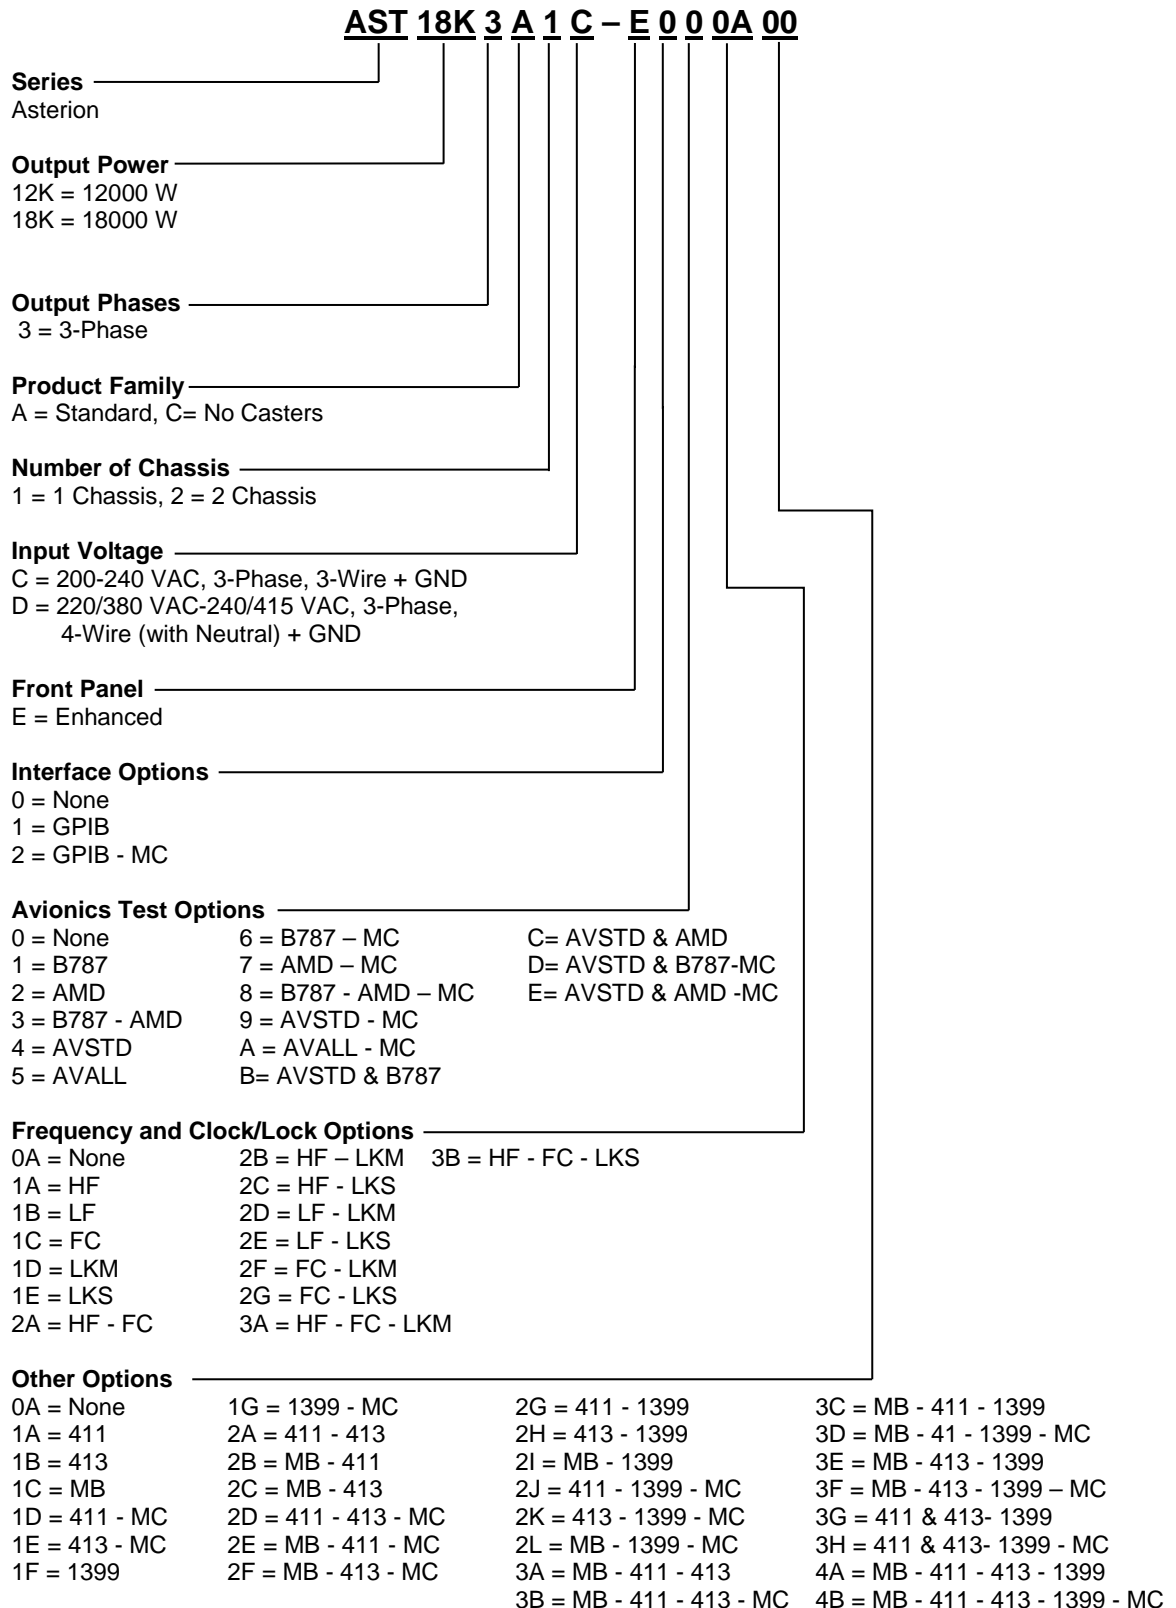 AST 18K 3 A 1 C – E 0 0 0A 00
Series
Asterion
Output Power
12K = 12000 W
18K = 18000 W
Output Phases
3 = 3-Phase
Product Family
A = Standard, C= No Casters
Number of Chassis
1 = 1 Chassis, 2 = 2 Chassis
Input Voltage
C = 200-240 VAC, 3-Phase, 3-Wire + GND
D = 220/380 VAC-240/415 VAC, 3-Phase,
4-Wire (with Neutral) + GND
Front Panel
E = Enhanced
Interface Options
0 = None
1 = GPIB
2 = GPIB - MC
Avionics Test Options
0 = None 6 = B787 – MC C= AVSTD & AMD
1 = B787 7 = AMD – MC D= AVSTD & B787-MC
2 = AMD 8 = B787 - AMD – MC E= AVSTD & AMD -MC
3 = B787 - AMD 9 = AVSTD - MC
4 = AVSTD A = AVALL - MC
5 = AVALL B= AVSTD & B787
Frequency and Clock/Lock Options
0A = None 2B = HF – LKM 3B = HF - FC - LKS
1A = HF 2C = HF - LKS
1B = LF 2D = LF - LKM
1C = FC 2E = LF - LKS
1D = LKM 2F = FC - LKM
1E = LKS 2G = FC - LKS
2A = HF - FC 3A = HF - FC - LKM
Other Options
0A = None 1G = 1399 - MC 2G = 411 - 1399 3C = MB - 411 - 1399
1A = 411 2A = 411 - 413 2H = 413 - 1399 3D = MB - 41 - 1399 - MC
1B = 413 2B = MB - 411 2I = MB - 1399 3E = MB - 413 - 1399
1C = MB 2C = MB - 413 2J = 411 - 1399 - MC 3F = MB - 413 - 1399 – MC
1D = 411 - MC 2D = 411 - 413 - MC 2K = 413 - 1399 - MC 3G = 411 & 413- 1399
1E = 413 - MC 2E = MB - 411 - MC 2L = MB - 1399 - MC 3H = 411 & 413- 1399 - MC
1F = 1399 2F = MB - 413 - MC 3A = MB - 411 - 413 4A = MB - 411 - 413 - 1399
3B = MB - 411 - 413 - MC 4B = MB - 411 - 413 - 1399 - MC